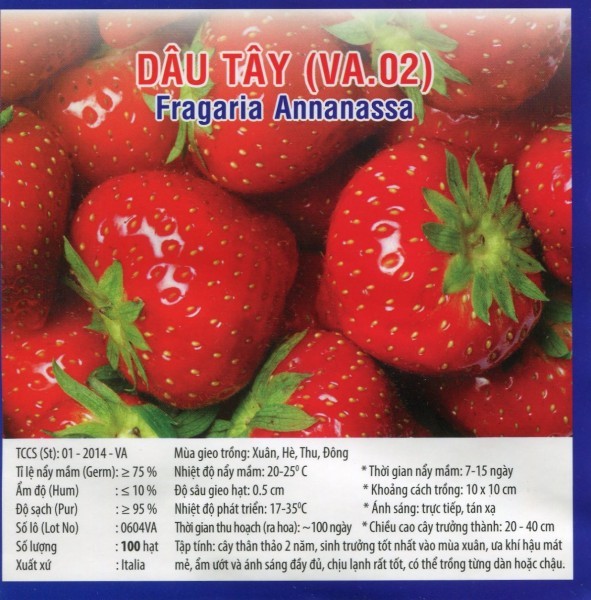 DÂU TÂY (VA.02)
Fragaria Annanassa
TCCS (St): 01 - 2014 - VA
Tỉ lệ nẩy mầm (Germ): ≥ 75 %
Ẩm độ (Hum) : ≤ 10 %
Độ sạch (Pur) : ≥ 95 %
Số lô (Lot No) : 0604VA
Số lượng : 100 hạt
Xuất xứ : Italia
Mùa gieo trồng: Xuân, Hè, Thu, Đông
Nhiệt độ nẩy mầm: 20-25⁰ C
Độ sâu gieo hạt: 0.5 cm
Nhiệt độ phát triển: 17-35⁰C
Thời gian thu hoạch (ra hoa): ~100 ngày
* Thời gian nẩy mầm: 7-15 ngày
* Khoảng cách trồng: 10 x 10 cm
* Ánh sáng: trực tiếp, tán xạ
* Chiều cao cây trưởng thành: 20 - 40 cm
Tập tính: cây thân thảo 2 năm, sinh trưởng tốt nhất vào mùa xuân, ưa khí hậu mát
mẻ, ẩm ướt và ánh sáng đầy đủ, chịu lạnh rất tốt, có thể trồng từng dàn hoặc chậu.